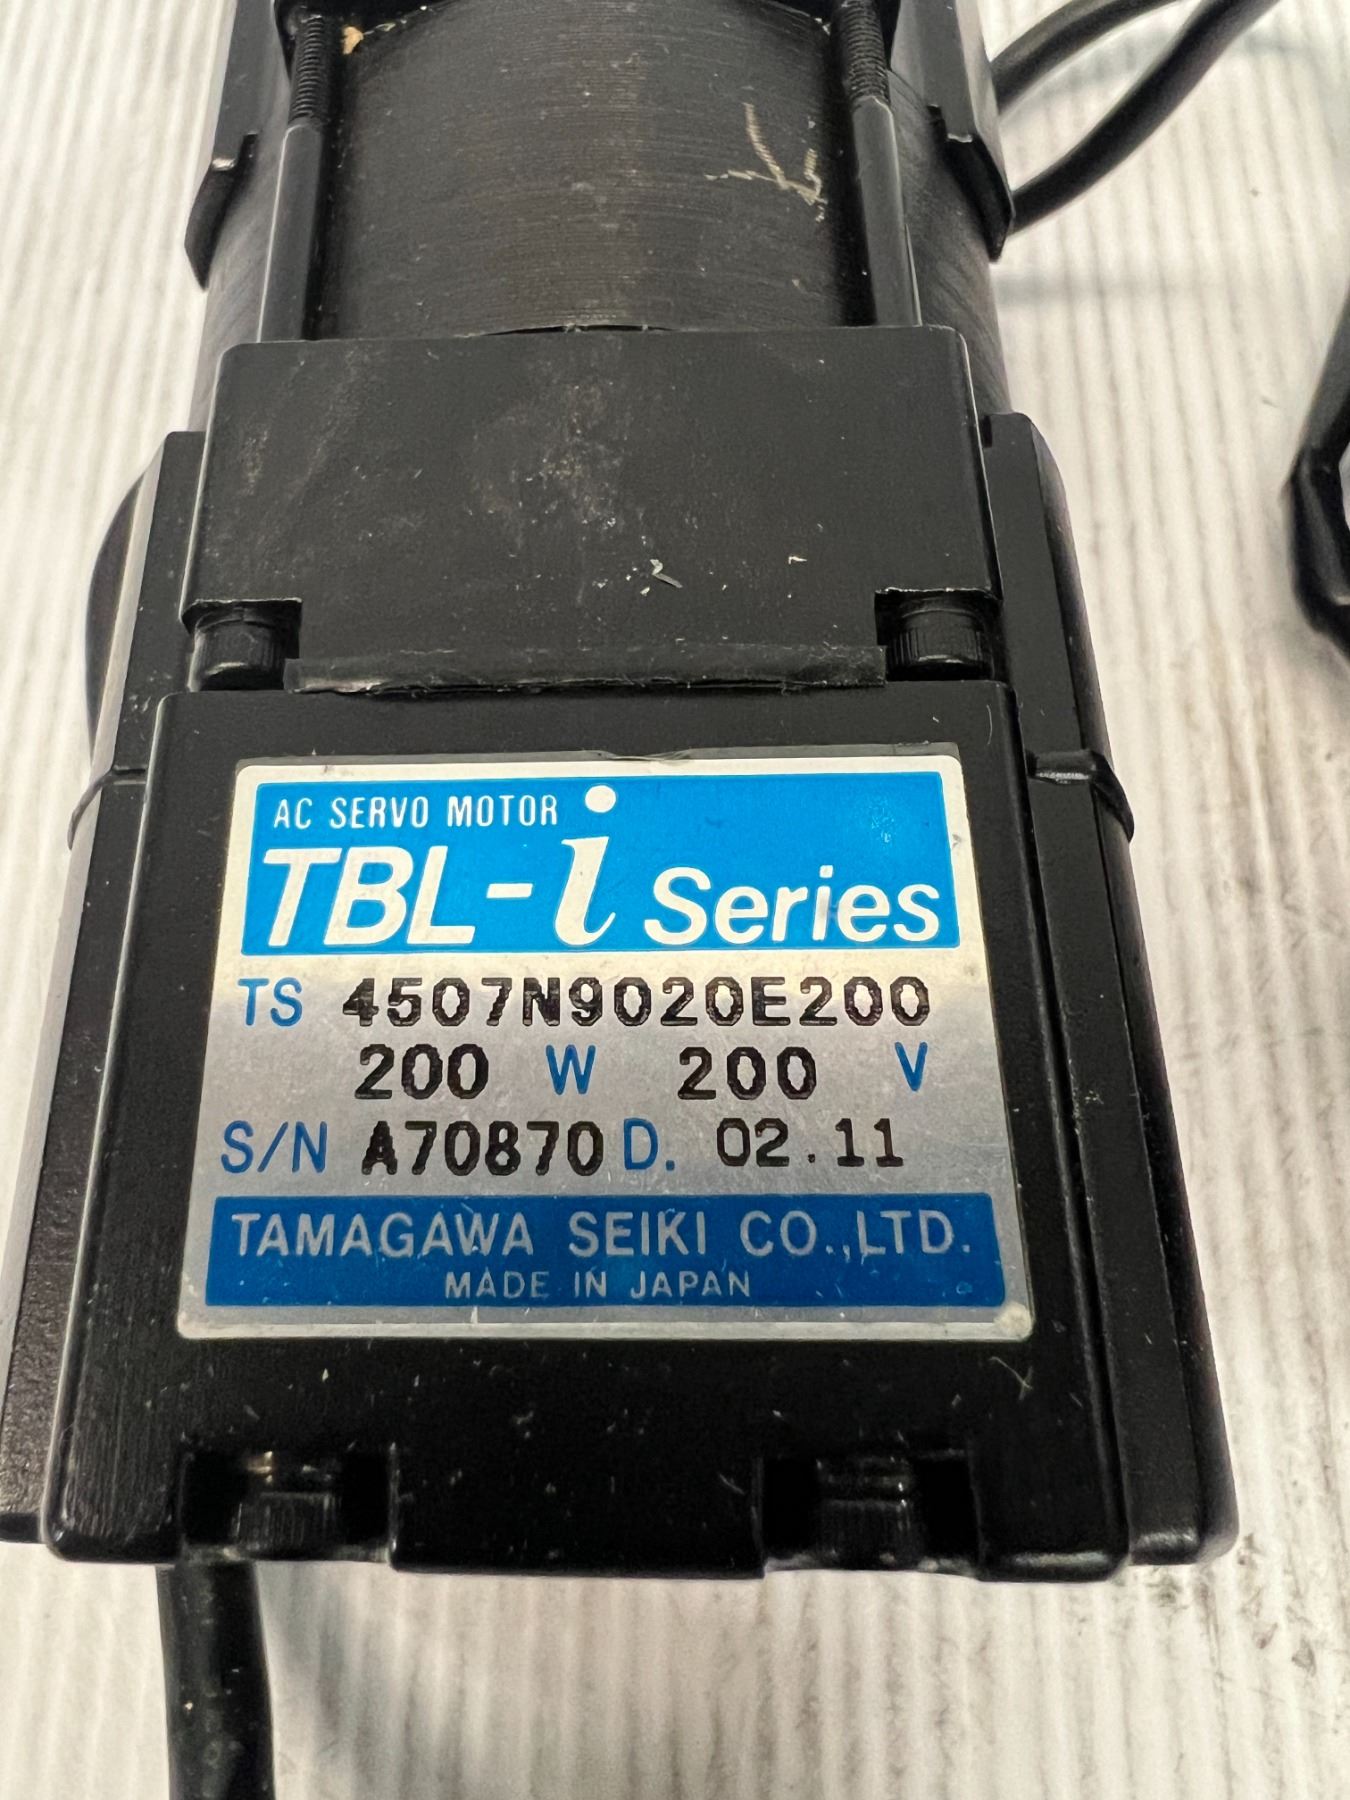 AC SERVO MOTOR
TBL-i Series
TS 4507N9020E200
200 W 200 V
S/N A70870 D. 02.11
TAMAGAWA SEIKI CO.,LTD.
MADE IN JAPAN